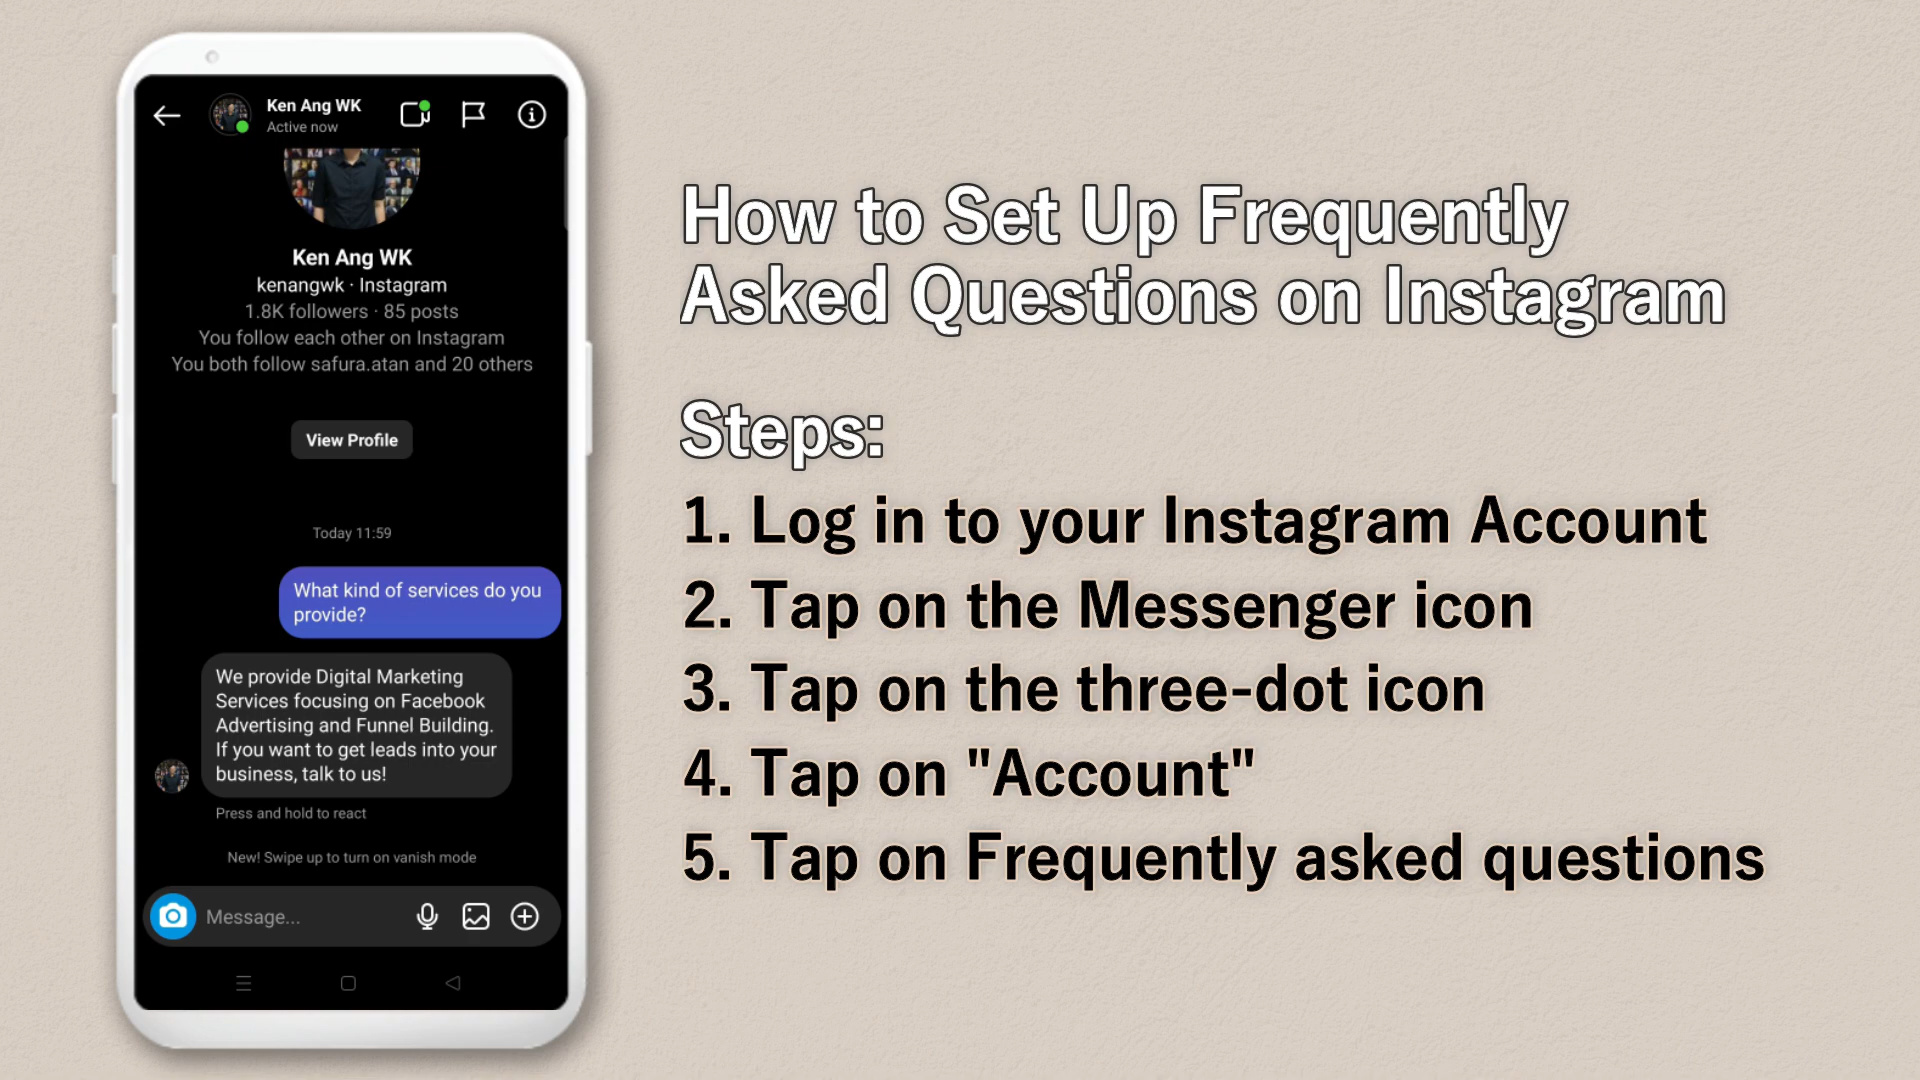 Ken Ang WK
Active now
Ken Ang WK
kenangwk · Instagram
1.8K followers · 85 posts
You follow each other on Instagram
You both follow safura.atan and 20 others
View Profile
Today 11:59
What kind of services do you
provide?
We provide Digital Marketing
Services focusing on Facebook
Advertising and Funnel Building.
If you want to get leads into your
business, talk to us!
Press and hold to react
New! Swipe up to turn on vanish mode
Message...
How to Set Up Frequently
Asked Questions on Instagram
Steps:
1. Log in to your Instagram Account
2. Tap on the Messenger icon
3. Tap on the three-dot icon
4. Tap on "Account"
5. Tap on Frequently asked questions